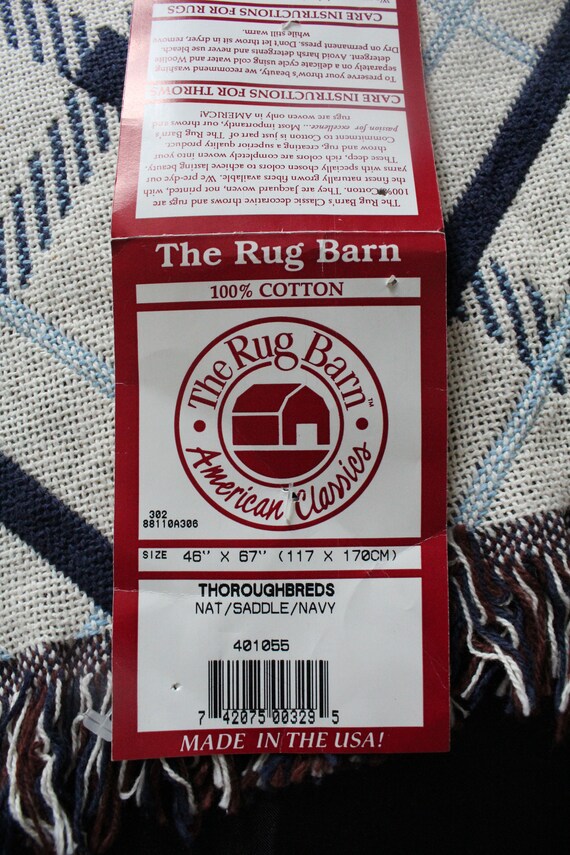 The Rug Barn
100% COTTON
The Rug Barn™
American Classics
302
88110A306
SIZE 46" X 67" (117 X 170CM)
THOROUGHBREDS
NAT/SADDLE/NAVY
401055
7 42075 00329 5
MADE IN THE USA!
The Rug Barn's Classic decorative throws and rugs are
100% Cotton. They are Jacquard woven, not printed, with
the finest naturally grown fibers available. We pre-dye our
yarns with specially chosen colors to achieve lasting beauty.
These deep, rich colors are completely woven into your
throw and rug, creating a superior quality product.
Commitment to Cotton is just part of The Rug Barn's
passion for excellence... Most importantly, our throws and
rugs are woven only in AMERICA!
CARE INSTRUCTIONS FOR THROWS
To preserve your throws beauty, we recommend washing
separately on a delicate cycle using cold water and Woolite
detergent. Avoid harsh detergents and never use bleach.
Dry on permanent press. Don't let throw sit in dryer, remove
while still warm.
CARE INSTRUCTIONS FOR RUGS